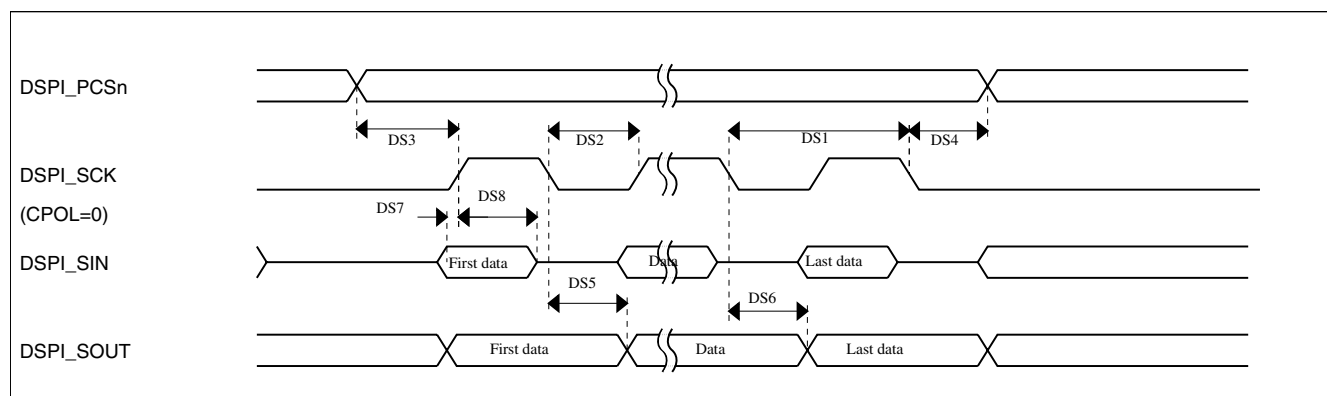 DSPI_PCSn
DS3
DS2
DS1
DS4
DSPI_SCK
DS8
DS7
(CPOL=0)
DSPI_SIN
First data
Data
Last data
DS5
DS6
DSPI_SOUT
First data
Data
Last data